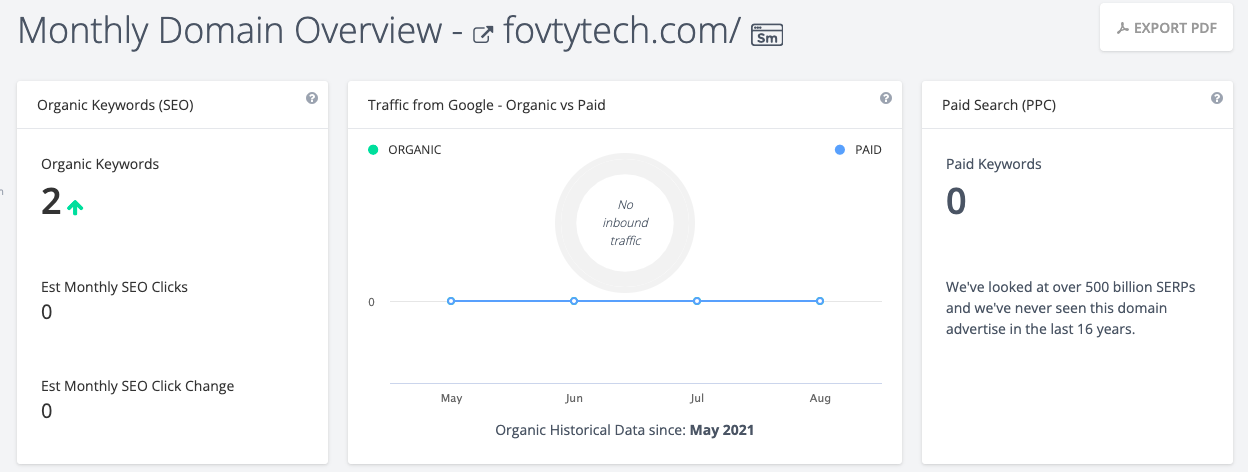 Monthly Domain Overview - fovtytech.com/ Sm
EXPORT PDF
Organic Keywords (SEO) ?
Organic Keywords
2
Est Monthly SEO Clicks
0
Est Monthly SEO Click Change
0
Traffic from Google - Organic vs Paid ?
ORGANIC PAID
No
inbound
traffic
0
May Jun Jul Aug
Organic Historical Data since: May 2021
Paid Search (PPC) ?
Paid Keywords
0
We've looked at over 500 billion SERPs
and we've never seen this domain
advertise in the last 16 years.